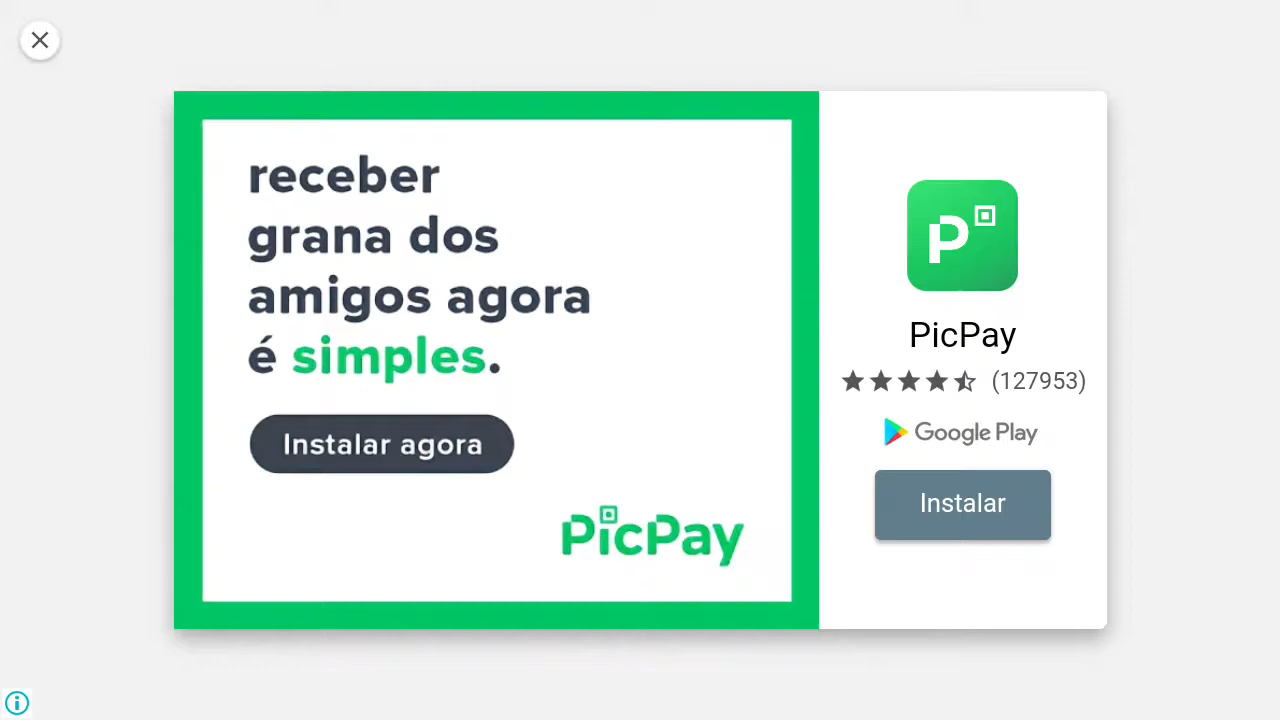 receber
grana dos
amigos agora
é simples.
Instalar agora
PicPay
PicPay
(127953)
Google Play
Instalar